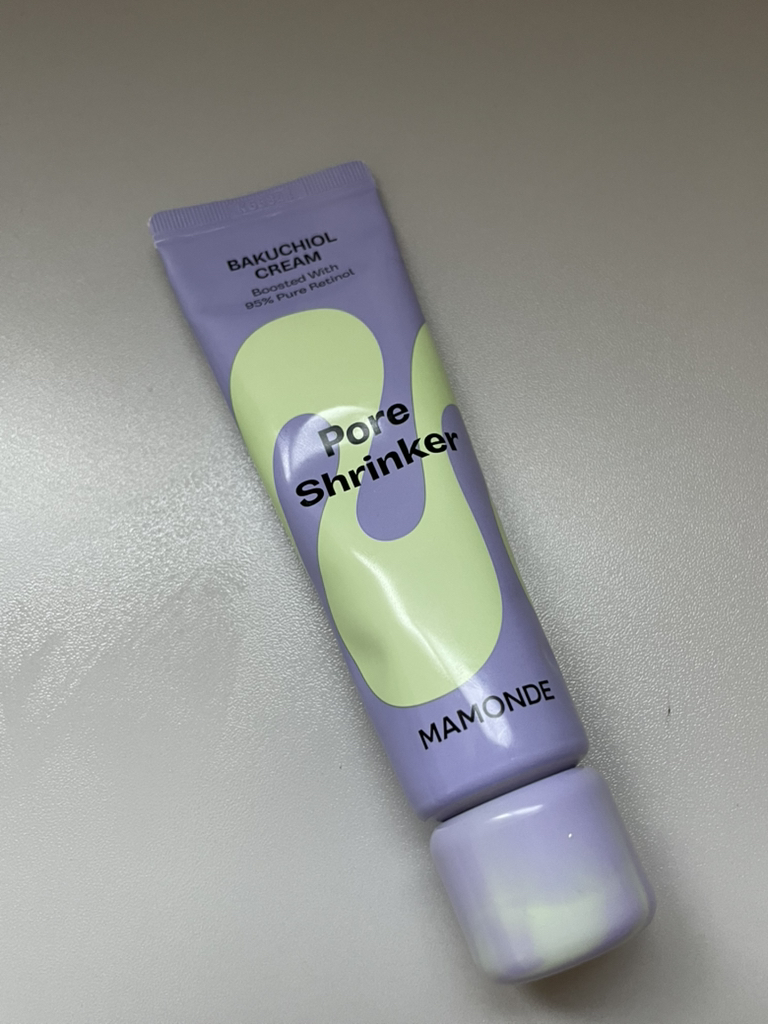 BAKUCHIOL
CREAM
Boosted With
95% Pure Retinol
Pore
Shrinker
MAMONDE